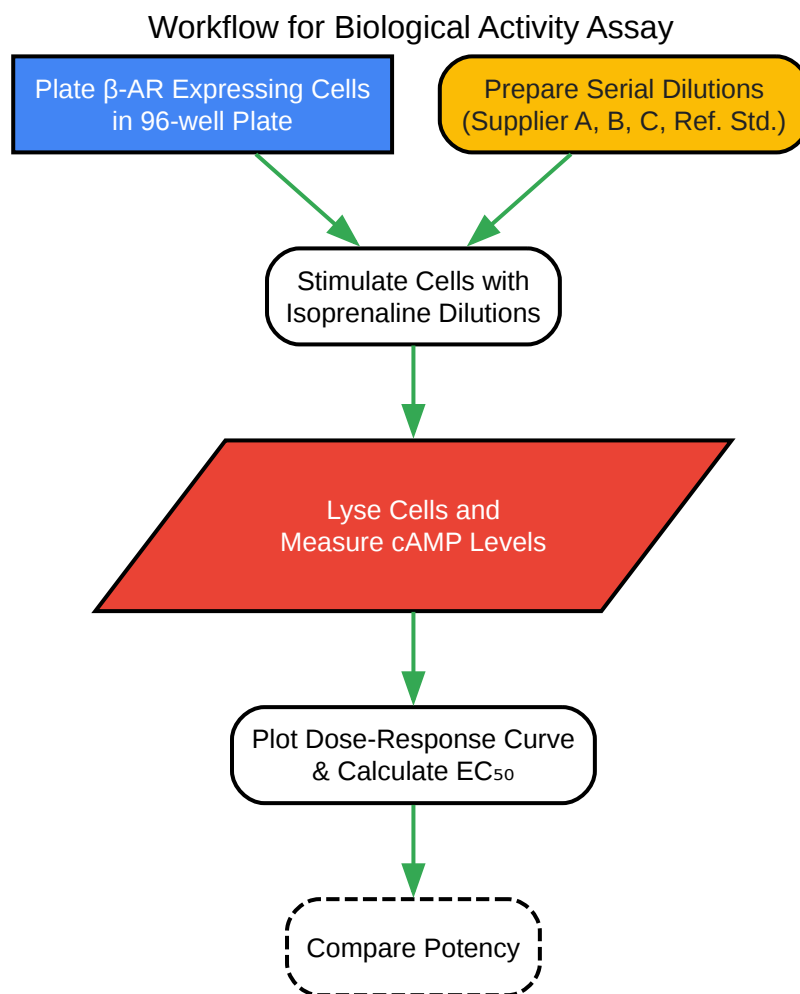 Workflow for Biological Activity Assay
Plate β-AR Expressing Cells
in 96-well Plate
Prepare Serial Dilutions
(Supplier A, B, C, Ref. Std.)
Stimulate Cells with
Isoprenaline Dilutions
Lyse Cells and
Measure cAMP Levels
Plot Dose-Response Curve
& Calculate EC₅₀
Compare Potency